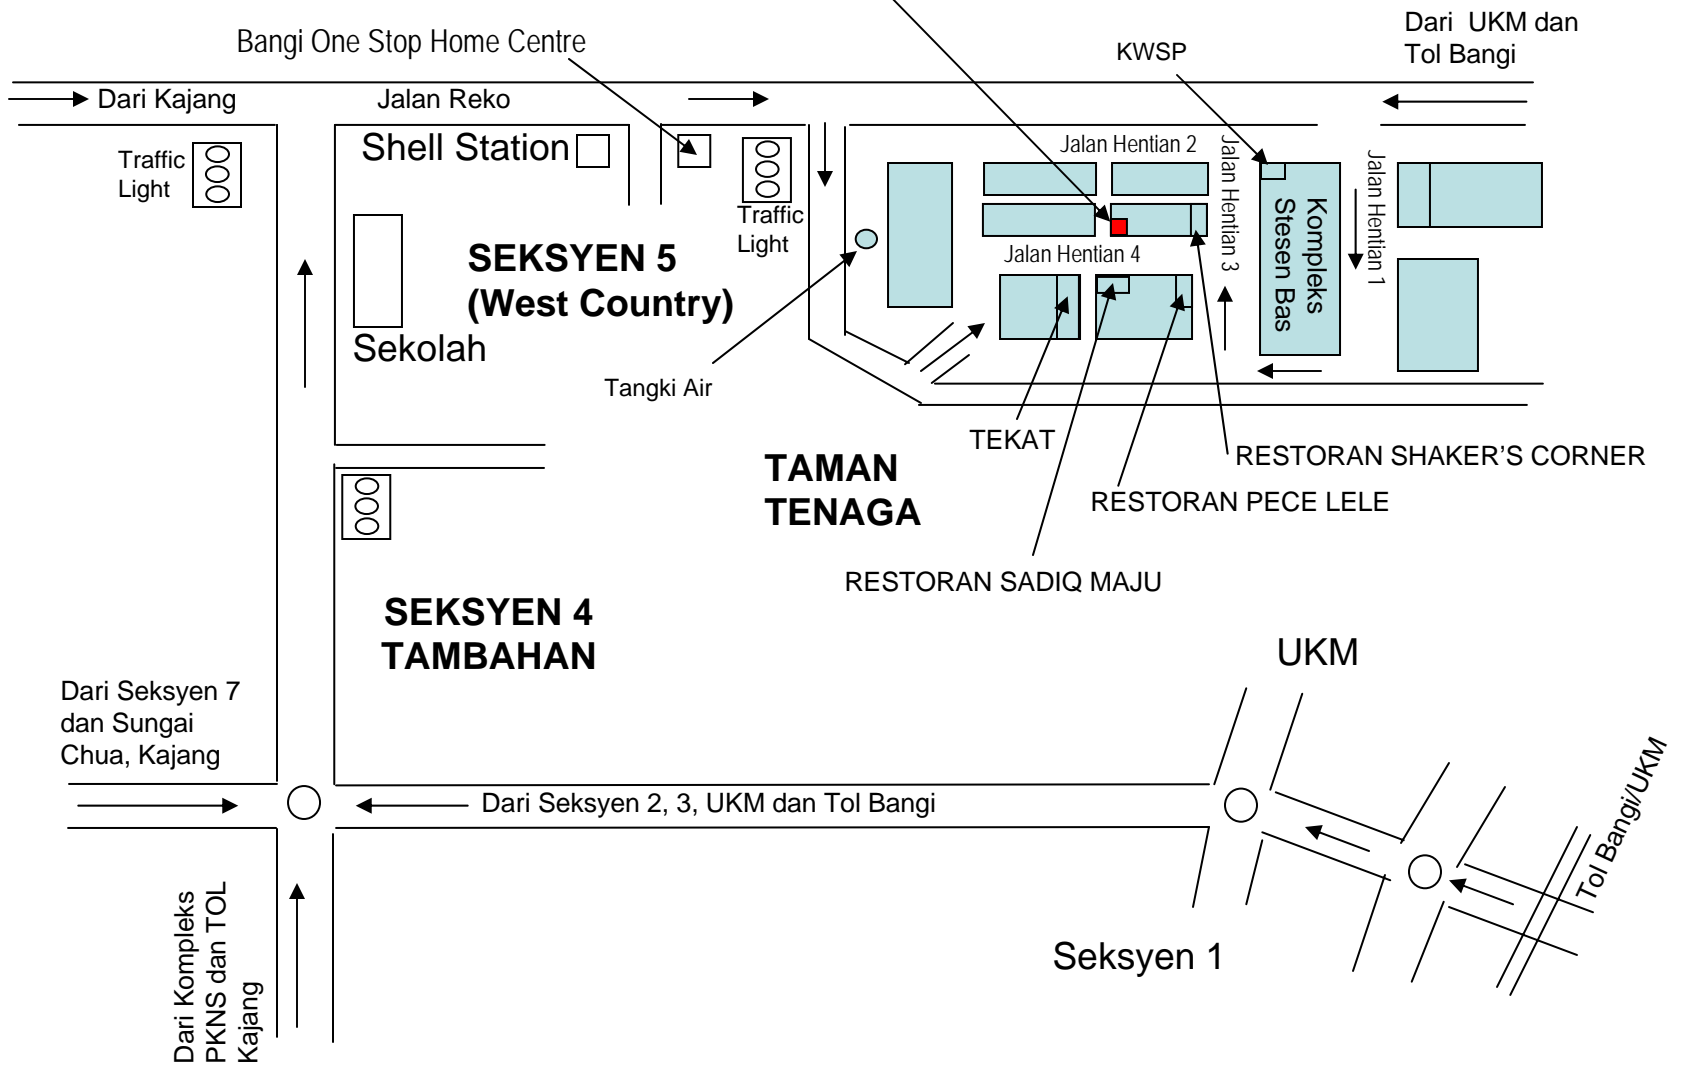 Bangi One Stop Home Centre
KWSP
Dari UKM dan
Tol Bangi
Dari Kajang
Jalan Reko
Traffic
Light
Shell Station
Traffic
Light
Jalan Hentian 2
Jalan Hentian 3
Kompleks
Stesen Bas
Jalan Hentian 1
SEKSYEN 5
(West Country)
Jalan Hentian 4
Sekolah
Tangki Air
TEKAT
RESTORAN SHAKER'S CORNER
TAMAN
TENAGA
RESTORAN PECE LELE
RESTORAN SADIQ MAJU
SEKSYEN 4
TAMBAHAN
UKM
Dari Seksyen 7
dan Sungai
Chua, Kajang
Dari Seksyen 2, 3, UKM dan Tol Bangi
Tol Bangi/UKM
Dari Kompleks
PKNS dan TOL
Kajang
Seksyen 1